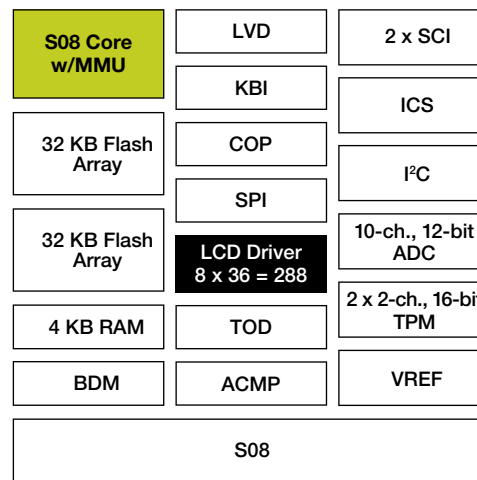 S08 Core
w/MMU
32 KB Flash
Array
32 KB Flash
Array
4 KB RAM
BDM
LVD
KBI
COP
SPI
LCD Driver
8 x 36 = 288
TOD
ACMP
2 x SCI
ICS
I²C
10-ch., 12-bit
ADC
2 x 2-ch., 16-bit
TPM
VREF
S08